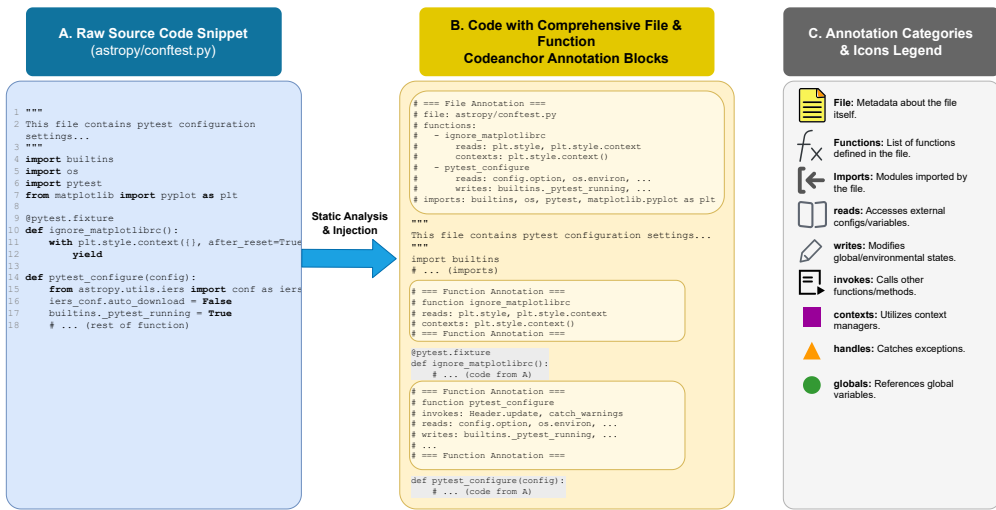 A. Raw Source Code Snippet
(astropy/conftest.py)
1 """
2 This file contains pytest configuration
settings...
3 """
4 import builtins
5 import os
6 import pytest
7 from matplotlib import pyplot as plt
8
9 @pytest.fixture
10 def ignore_matplotlibrc():
11     with plt.style.context({}, after_reset=True
12         yield
13
14 def pytest_configure(config):
15     from astropy.utils.iers import conf as iers
16     iers_conf.auto_download = False
17     builtins._pytest_running = True
18     # ... (rest of function)
Static Analysis
& Injection
B. Code with Comprehensive File &
Function
Codeanchor Annotation Blocks
# === File Annotation ===
# file: astropy/conftest.py
# functions:
#   - ignore_matplotlibrc
#       reads: plt.style, plt.style.context
#       contexts: plt.style.context()
#   - pytest_configure
#       reads: config.option, os.environ, ...
#       writes: builtins._pytest_running, ...
# imports: builtins, os, pytest, matplotlib.pyplot as plt
"""
This file contains pytest configuration settings...
"""
import builtins
# ... (imports)
# === Function Annotation ===
# function ignore_matplotlibrc
# reads: plt.style, plt.style.context
# contexts: plt.style.context()
# === Function Annotation ===
@pytest.fixture
def ignore_matplotlibrc():
    # ... (code from A)
# === Function Annotation ===
# function pytest_configure
# invokes: Header.update, catch_warnings
# reads: config.option, os.environ, ...
# writes: builtins._pytest_running, ...
# ...
# === Function Annotation ===
def pytest_configure(config):
    # ... (code from A)
C. Annotation Categories
& Icons Legend
File: Metadata about the file
itself.
fx
Functions: List of functions
defined in the file.
Imports: Modules imported by
the file.
reads: Accesses external
configs/variables.
writes: Modifies
global/environmental states.
invokes: Calls other
functions/methods.
contexts: Utilizes context
managers.
handles: Catches exceptions.
globals: References global
variables.